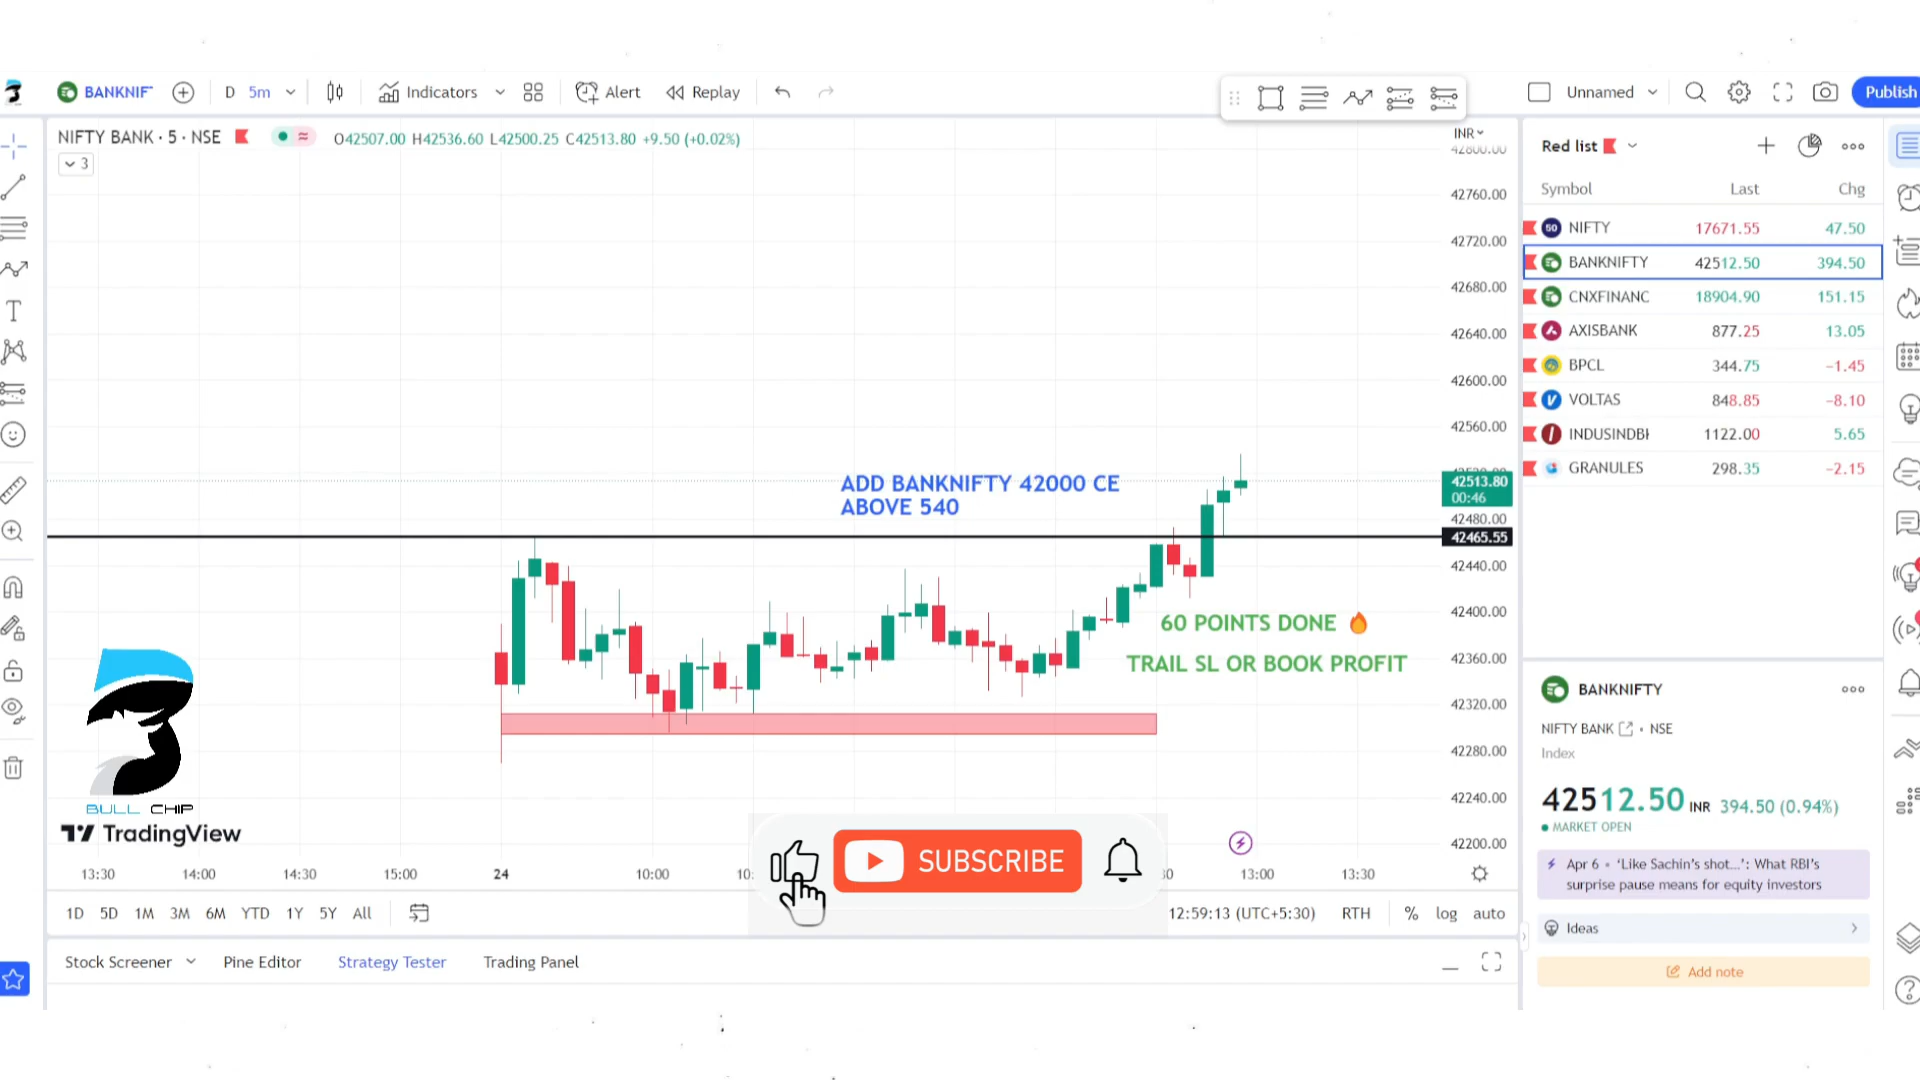 BANKNIF
D 5m
Indicators
Alert
Replay
Unnamed
Publish
NIFTY BANK · 5 · NSE
O42507.00 H42536.60 L42500.25 C42513.80 +9.50 (+0.02%)
3
INR
42800.00
42760.00
42720.00
42680.00
42640.00
42600.00
42560.00
42520.00
42513.80
00:46
42480.00
42465.55
42440.00
42400.00
42360.00
42320.00
42280.00
42240.00
42200.00
ADD BANKNIFTY 42000 CE
ABOVE 540
60 POINTS DONE 🔥
TRAIL SL OR BOOK PROFIT
BULL CHIP
TradingView
SUBSCRIBE
13:30 14:00 14:30 15:00 24 10:00 13:00 13:30
1D 5D 1M 3M 6M YTD 1Y 5Y All
12:59:13 (UTC+5:30) RTH % log auto
Stock Screener Pine Editor Strategy Tester Trading Panel
Red list
Symbol Last Chg
50 NIFTY 17671.55 47.50
BANKNIFTY 42512.50 394.50
CNXFINANC 18904.90 151.15
AXISBANK 877.25 13.05
BPCL 344.75 −1.45
VOLTAS 848.85 −8.10
INDUSINDBI 1122.00 5.65
GRANULES 298.35 −2.15
BANKNIFTY
NIFTY BANK • NSE
Index
42512.50 INR 394.50 (0.94%)
MARKET OPEN
Apr 6 • ‘Like Sachin’s shot...’: What RBI’s
surprise pause means for equity investors
Ideas
Add note